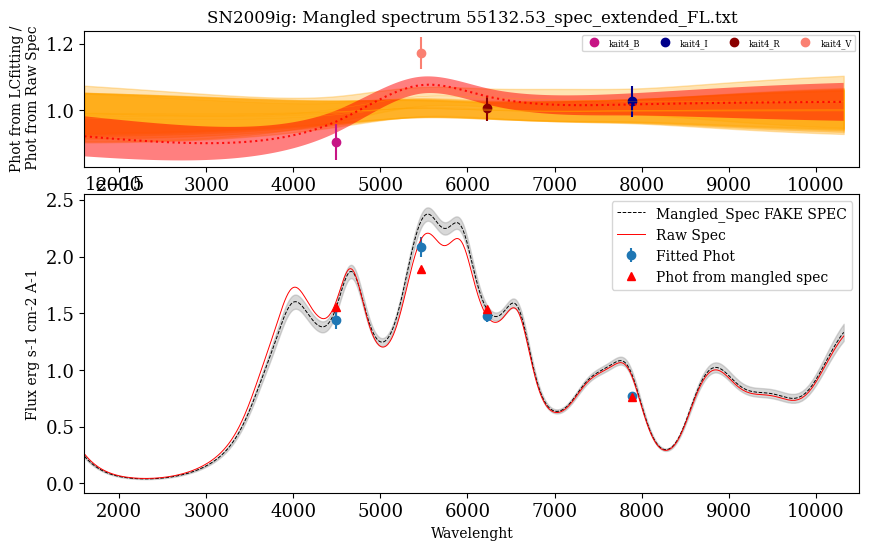 SN2009ig: Mangled spectrum 55132.53_spec_extended_FL.txt
Phot from LCfitting /
Phot from Raw Spec
1.2
1.0
kait4_B
kait4_I
kait4_R
kait4_V
2000 3000 4000 5000 6000 7000 8000 9000 10000
1e−15
Flux erg s-1 cm-2 A-1
2.5
2.0
1.5
1.0
0.5
0.0
Mangled_Spec FAKE SPEC
Raw Spec
Fitted Phot
Phot from mangled spec
2000 3000 4000 5000 6000 7000 8000 9000 10000
Wavelenght